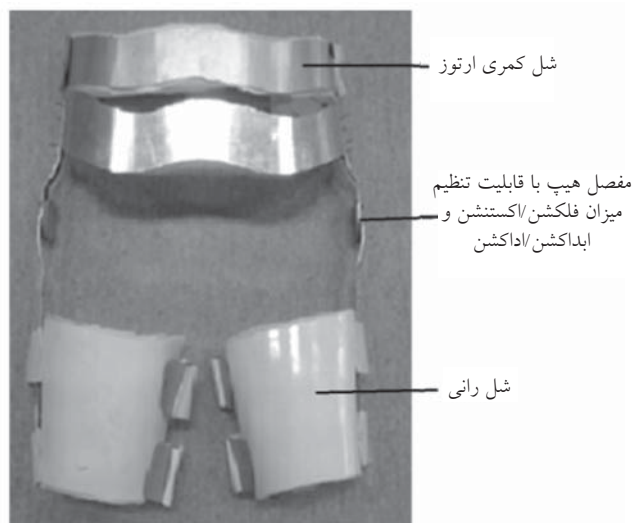 شل کمری ارتوز
مفصل هیپ با قابلیت تنظیم
میزان فلکشن/اکستنشن و
ابداکشن/اداکشن
شل رانی